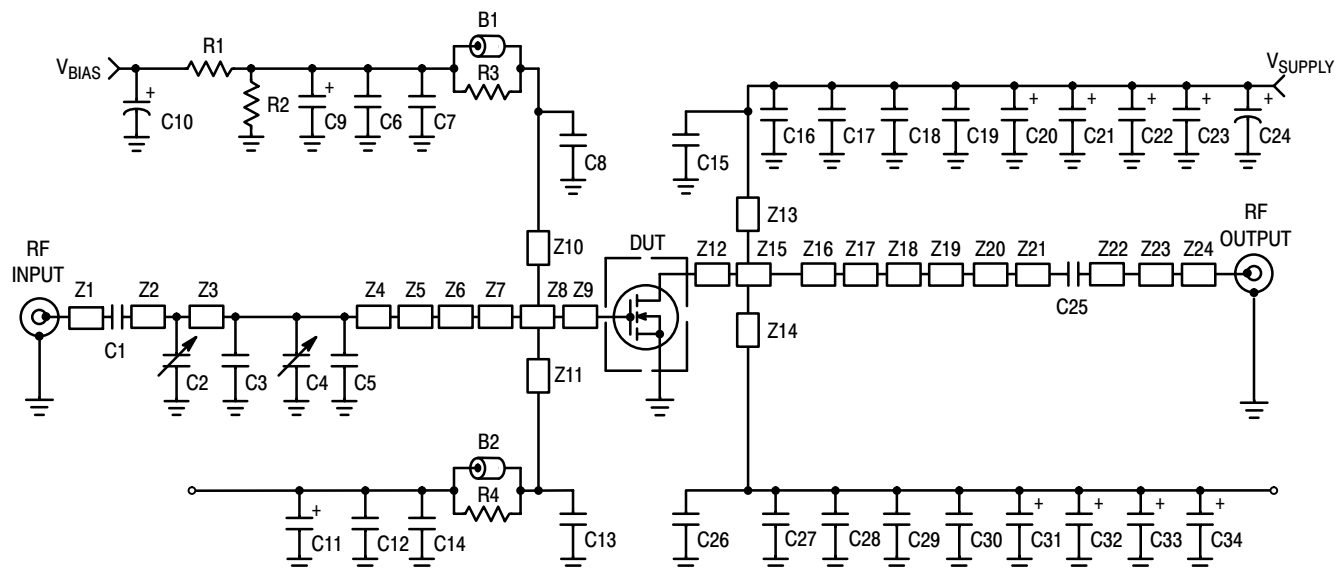 B1
V_BIAS
R1
R3
R2
+
C10
+
C9
C6
C7
C8
V_SUPPLY
C15
C16
C17
C18
C19
+
C20
+
C21
+
C22
+
C23
+
C24
Z13
Z10
DUT
Z12
Z15
Z16
Z17
Z18
Z19
Z20
Z21
C25
Z22
Z23
Z24
RF
OUTPUT
RF
INPUT
Z1
C1
Z2
Z3
Z4
Z5
Z6
Z7
Z8
Z9
Z14
Z11
C2
C3
C4
C5
B2
R4
+
C11
C12
C14
C13
C26
C27
C28
C29
C30
+
C31
+
C32
+
C33
+
C34